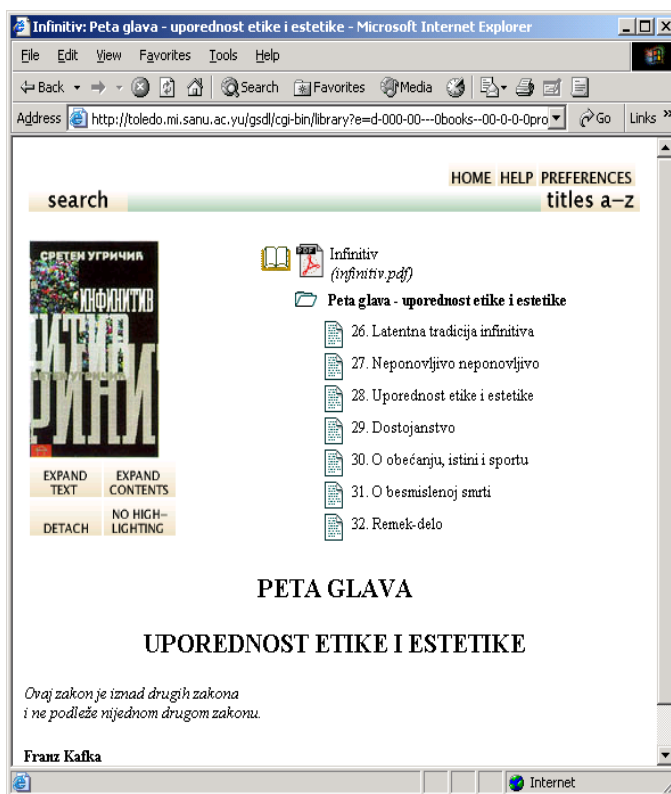 Infinitiv: Peta glava - uporednost etike i estetike - Microsoft Internet Explorer
File Edit View Favorites Tools Help
Back Search Favorites Media
Address http://toledo.mi.sanu.ac.yu/gsdl/cgi-bin/library?e=d-000-00---0books--00-0-0-0pro Go Links »
HOME HELP PREFERENCES
search titles a–z
СРЕТЕН УГРИЧИЋ
ИНФИНИТИВ
PDF
Infinitiv
(infinitiv.pdf)
Peta glava - uporednost etike i estetike
26. Latentna tradicija infinitiva
27. Neponovljivo neponovljivo
28. Uporednost etike i estetike
29. Dostojanstvo
30. O obećanju, istini i sportu
31. O besmislenoj smrti
32. Remek-delo
EXPAND TEXT
EXPAND CONTENTS
DETACH
NO HIGH–LIGHTING
PETA GLAVA
UPOREDNOST ETIKE I ESTETIKE
Ovaj zakon je iznad drugih zakona
i ne podleže nijednom drugom zakonu.
Franz Kafka
Internet